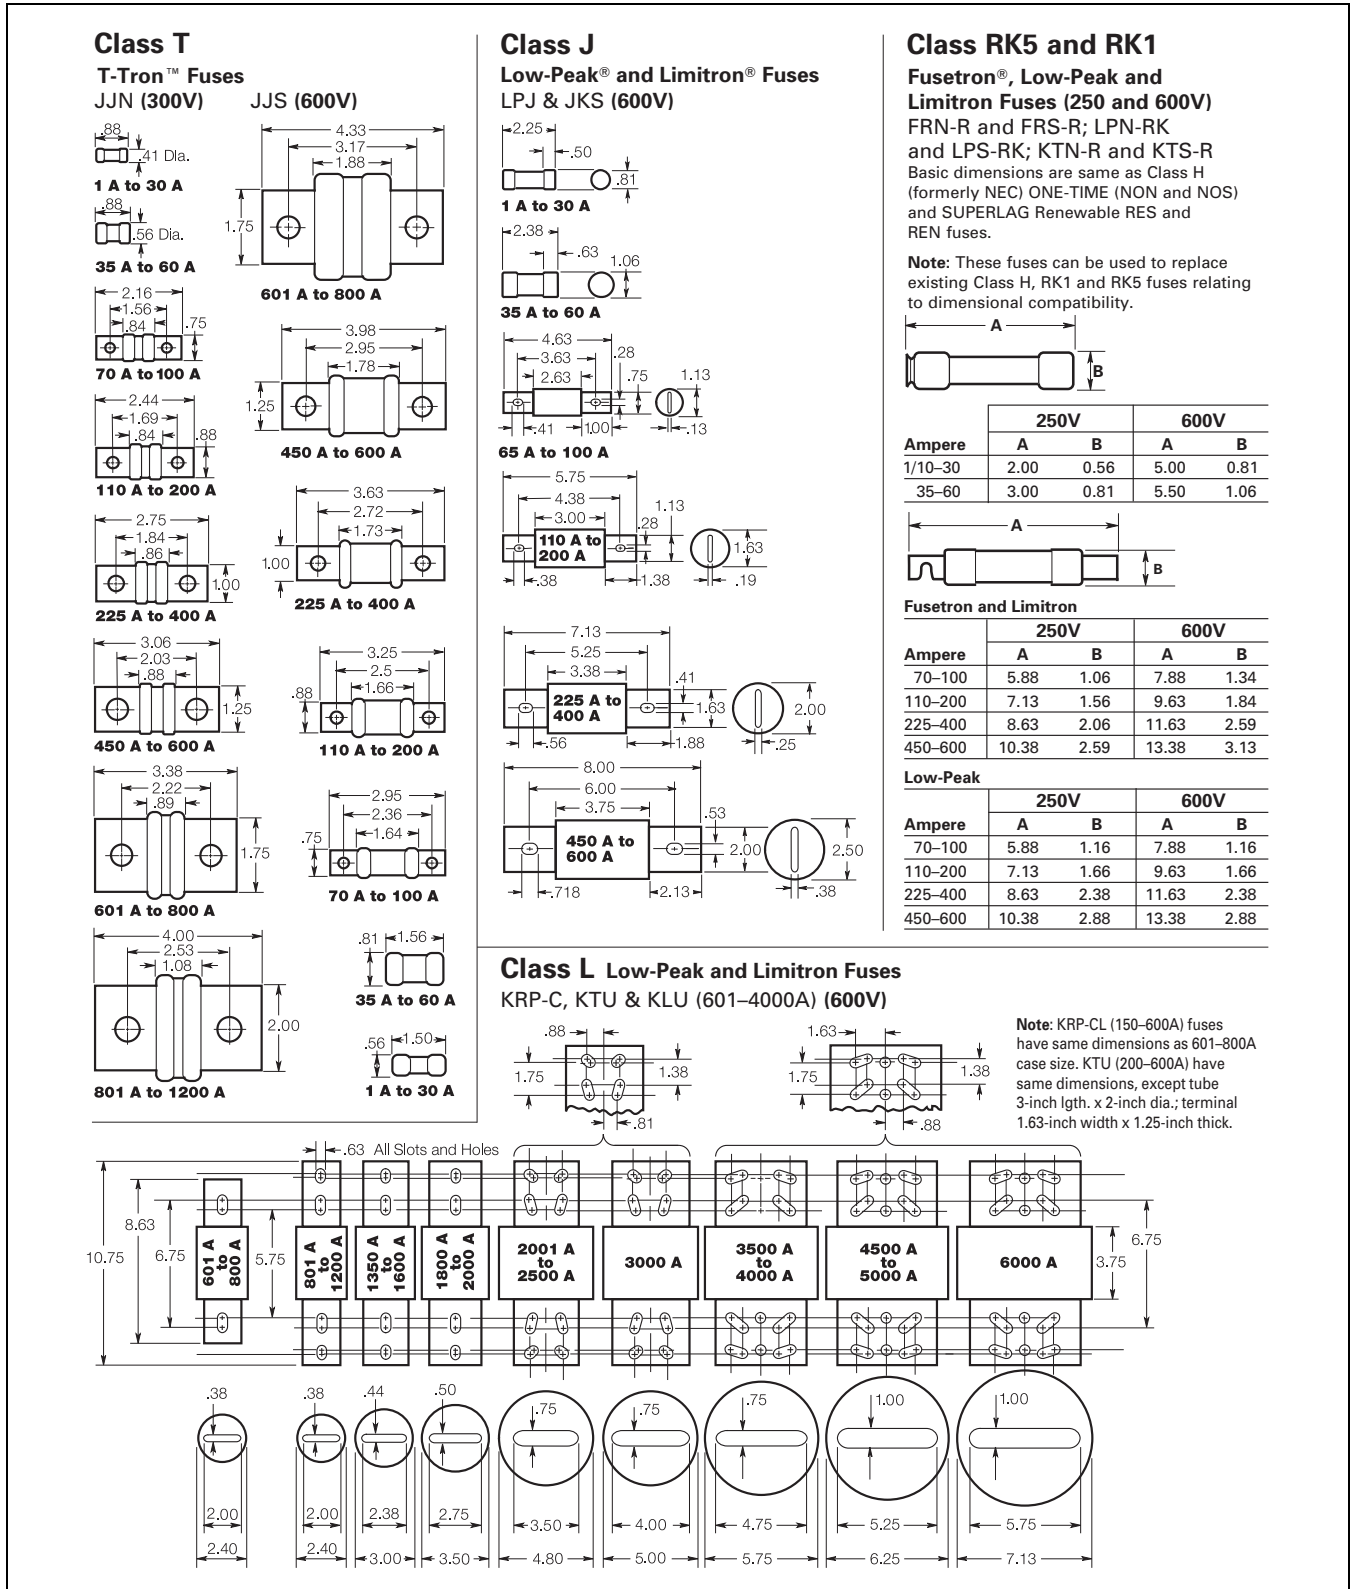 Class T
T-Tron™ Fuses
JJN (300V)
JJS (600V)
.88
.41 Dia.
1 A to 30 A
.88
.56 Dia.
35 A to 60 A
2.16
1.56
.84
.75
70 A to 100 A
2.44
1.69
.84
.88
110 A to 200 A
2.75
1.84
.86
1.00
225 A to 400 A
3.06
2.03
.88
1.25
450 A to 600 A
3.38
2.22
.89
1.75
601 A to 800 A
4.00
2.53
1.08
2.00
801 A to 1200 A
4.33
3.17
1.88
1.75
601 A to 800 A
3.98
2.95
1.78
1.25
450 A to 600 A
3.63
2.72
1.73
1.00
225 A to 400 A
3.25
2.5
1.66
.88
110 A to 200 A
2.95
2.36
1.64
.75
70 A to 100 A
.81
1.56
35 A to 60 A
.56
1.50
1 A to 30 A
Class J
Low-Peak® and Limitron® Fuses
LPJ & JKS (600V)
2.25
.50
.81
1 A to 30 A
2.38
.63
1.06
35 A to 60 A
4.63
3.63
.28
2.63
.75
1.13
.41
1.00
.13
65 A to 100 A
5.75
4.38
1.13
3.00
.28
110 A to
200 A
1.63
.38
1.38
.19
7.13
5.25
3.38
.41
225 A to
400 A
1.63
2.00
.56
1.88
.25
8.00
6.00
3.75
.53
450 A to
600 A
2.00
2.50
.718
2.13
.38
Class RK5 and RK1
Fusetron®, Low-Peak and
Limitron Fuses (250 and 600V)
FRN-R and FRS-R; LPN-RK
and LPS-RK; KTN-R and KTS-R
Basic dimensions are same as Class H
(formerly NEC) ONE-TIME (NON and NOS)
and SUPERLAG Renewable RES and
REN fuses.
Note: These fuses can be used to replace
existing Class H, RK1 and RK5 fuses relating
to dimensional compatibility.
A
B
250V 600V
Ampere A B A B
1/10–30 2.00 0.56 5.00 0.81
35–60 3.00 0.81 5.50 1.06
A
B
Fusetron and Limitron
250V 600V
Ampere A B A B
70–100 5.88 1.06 7.88 1.34
110–200 7.13 1.56 9.63 1.84
225–400 8.63 2.06 11.63 2.59
450–600 10.38 2.59 13.38 3.13
Low-Peak
250V 600V
Ampere A B A B
70–100 5.88 1.16 7.88 1.16
110–200 7.13 1.66 9.63 1.66
225–400 8.63 2.38 11.63 2.38
450–600 10.38 2.88 13.38 2.88
Class L Low-Peak and Limitron Fuses
KRP-C, KTU & KLU (601–4000A) (600V)
.88
1.75
1.38
.81
1.63
1.75
1.38
.88
Note: KRP-CL (150–600A) fuses
have same dimensions as 601–800A
case size. KTU (200–600A) have
same dimensions, except tube
3-inch lgth. x 2-inch dia.; terminal
1.63-inch width x 1.25-inch thick.
.63 All Slots and Holes
10.75
8.63
6.75
5.75
601 A
to
800 A
801 A
to
1200 A
1350 A
to
1600 A
1800 A
to
2000 A
2001 A
to
2500 A
3000 A
3500 A
to
4000 A
4500 A
to
5000 A
6000 A
3.75
6.75
.38 .38 .44 .50 .75 .75 .75 1.00 1.00
2.00 2.00 2.38 2.75 3.50 4.00 4.75 5.25 5.75
2.40 2.40 3.00 3.50 4.80 5.00 5.75 6.25 7.13